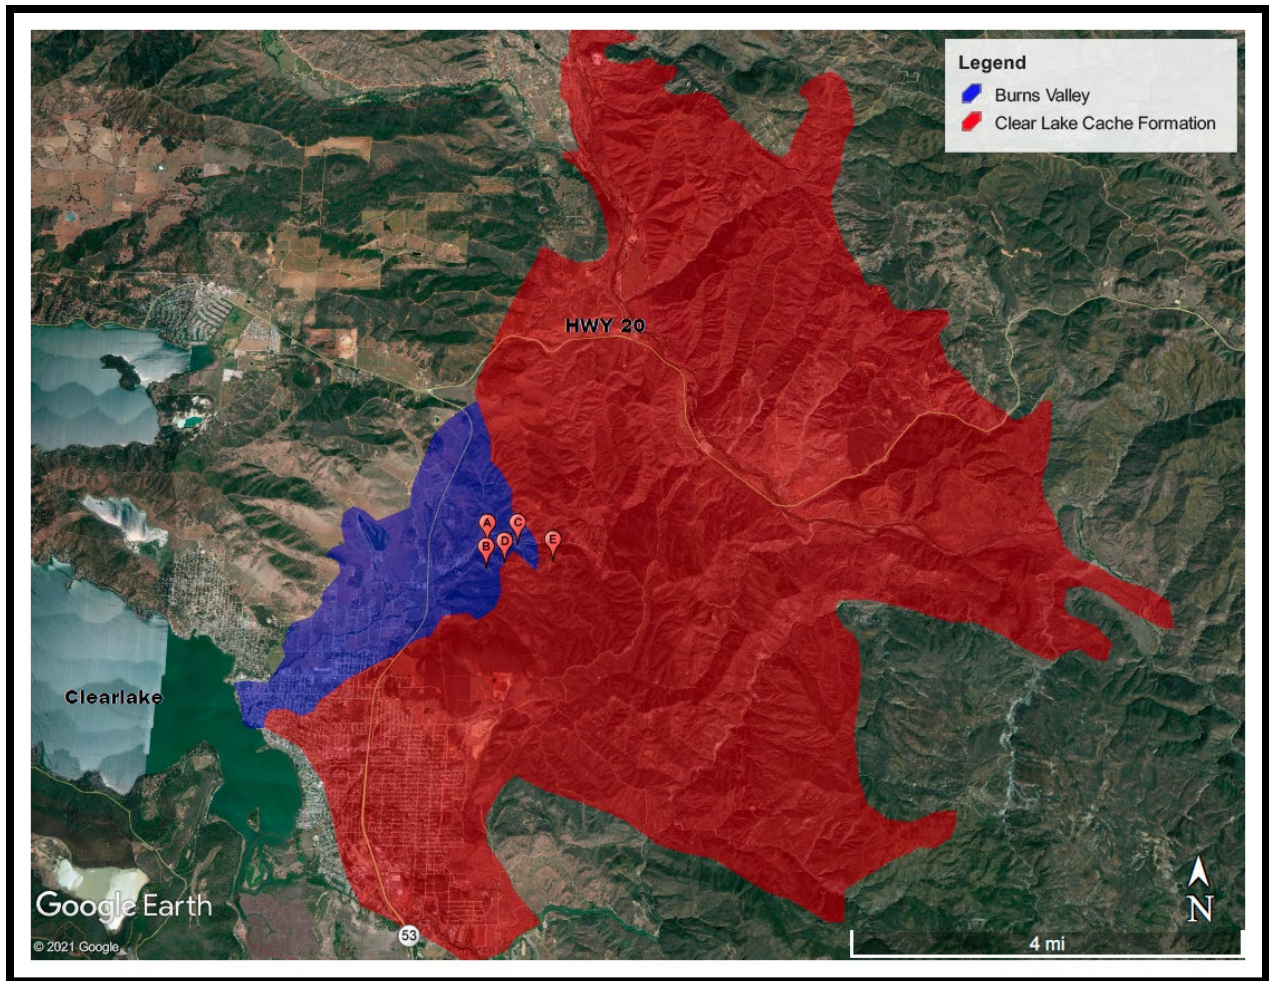 Legend
Burns Valley
Clear Lake Cache Formation
HWY 20
A
C
B
D
E
Clearlake
Google Earth
N
53
© 2021 Google
4 mi